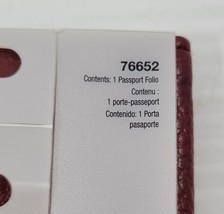 76652
Contents: 1 Passport Folio
Contenu :
1 porte-passeport
Contenido: 1 Porta
pasaporte